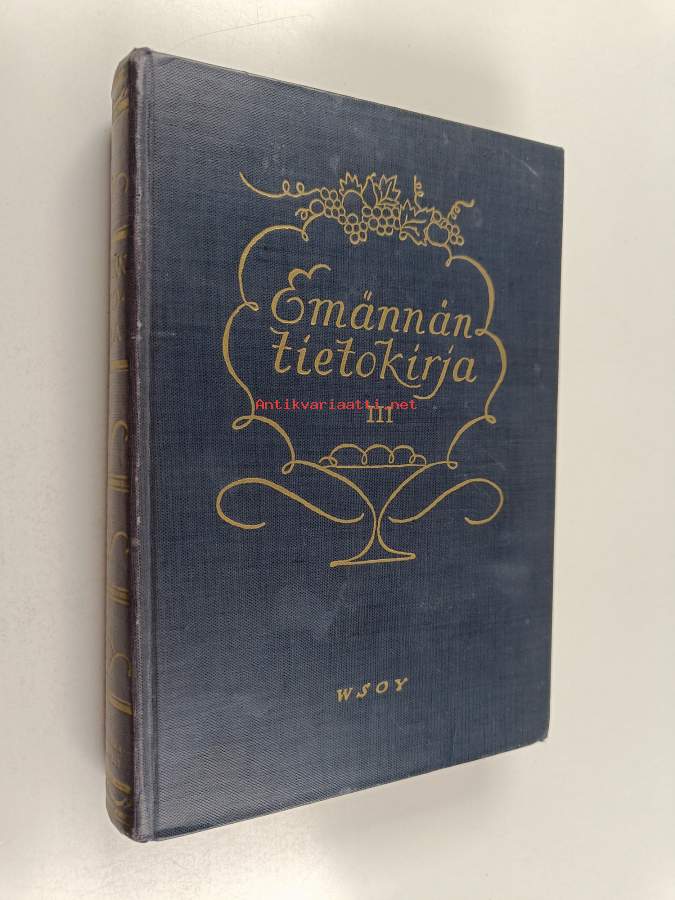 Emännän
tietokirja
Antikvariaatti.net
III
WSOY